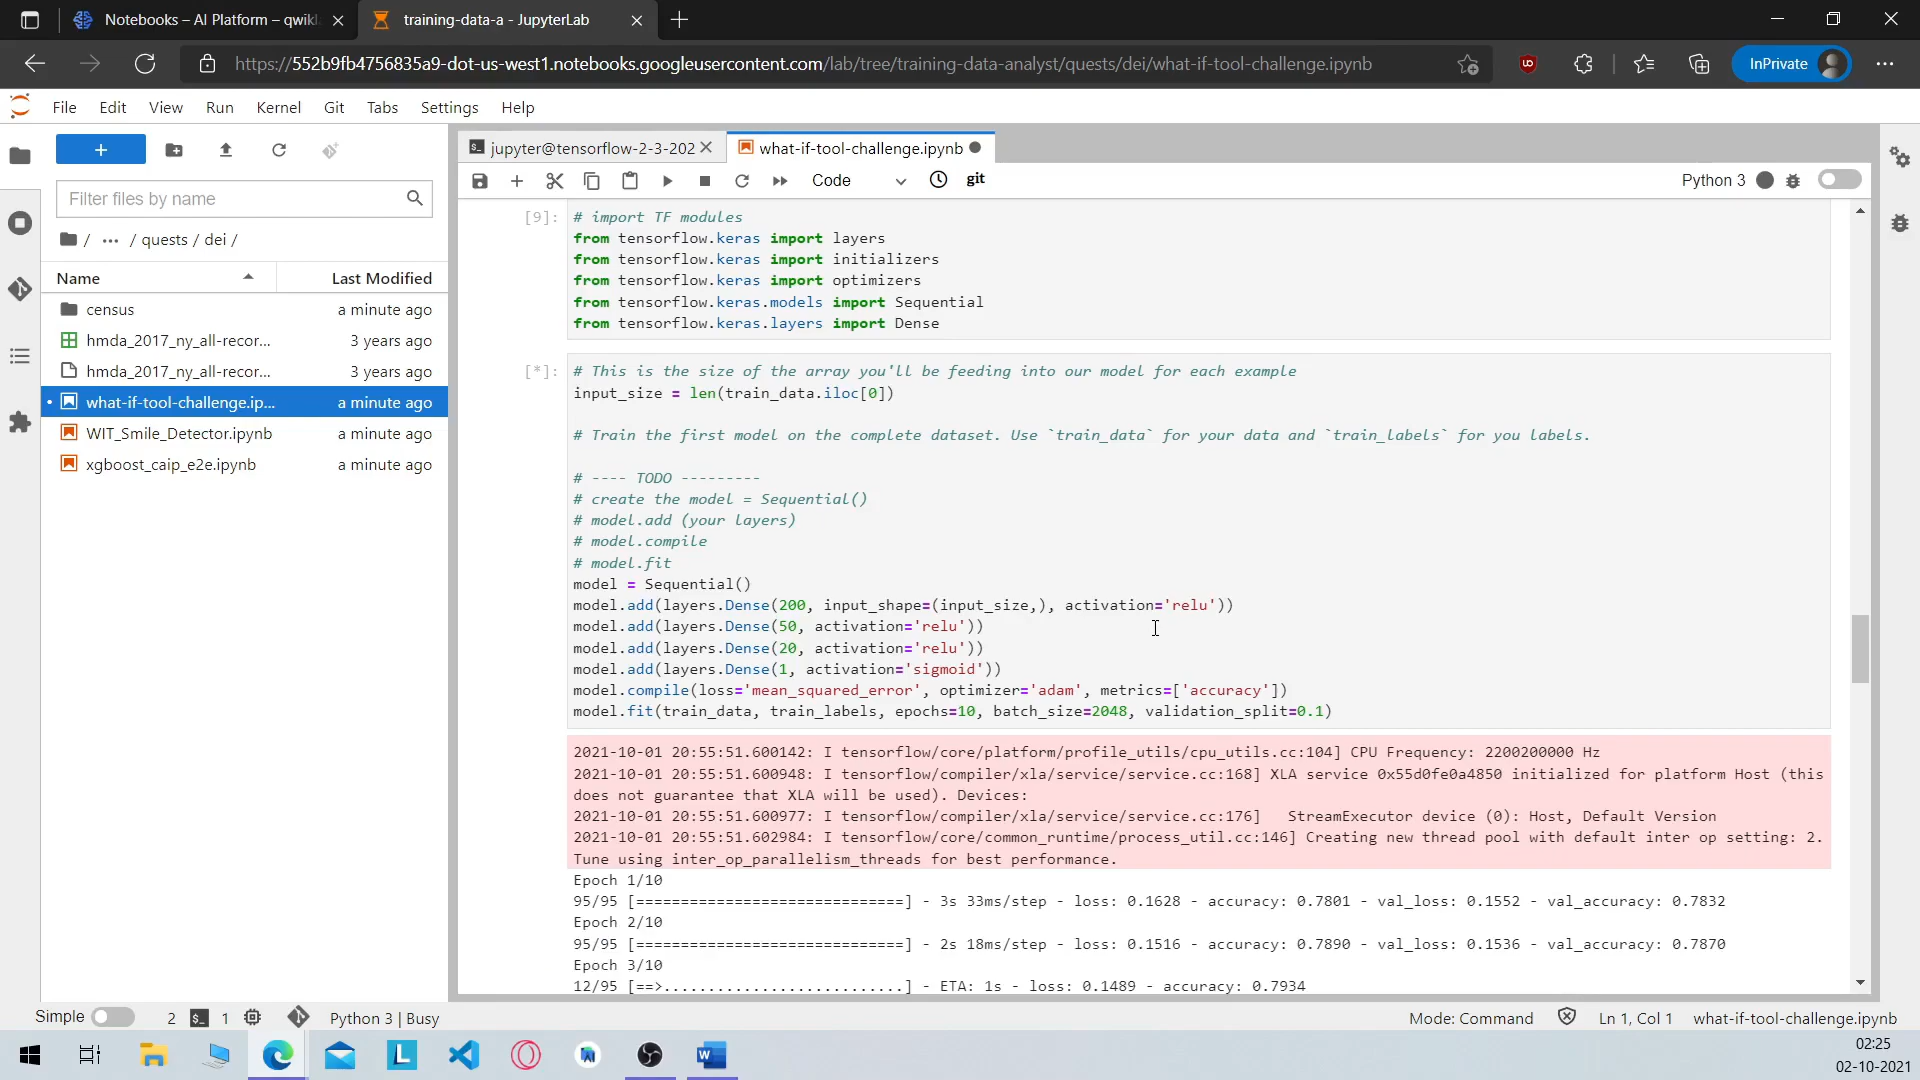 Notebooks – AI Platform – qwikl
training-data-a - JupyterLab
https://552b9fb4756835a9-dot-us-west1.notebooks.googleusercontent.com/lab/tree/training-data-analyst/quests/dei/what-if-tool-challenge.ipynb
InPrivate
File Edit View Run Kernel Git Tabs Settings Help
jupyter@tensorflow-2-3-202
what-if-tool-challenge.ipynb
Code
git
Python 3
Filter files by name
/ ... / quests / dei /
Name Last Modified
census a minute ago
hmda_2017_ny_all-recor... 3 years ago
hmda_2017_ny_all-recor... 3 years ago
what-if-tool-challenge.ip... a minute ago
WIT_Smile_Detector.ipynb a minute ago
xgboost_caip_e2e.ipynb a minute ago
[9]: # import TF modules
from tensorflow.keras import layers
from tensorflow.keras import initializers
from tensorflow.keras import optimizers
from tensorflow.keras.models import Sequential
from tensorflow.keras.layers import Dense
[*]: # This is the size of the array you'll be feeding into our model for each example
input_size = len(train_data.iloc[0])
# Train the first model on the complete dataset. Use `train_data` for your data and `train_labels` for you labels.
# ---- TODO ---------
# create the model = Sequential()
# model.add (your layers)
# model.compile
# model.fit
model = Sequential()
model.add(layers.Dense(200, input_shape=(input_size,), activation='relu'))
model.add(layers.Dense(50, activation='relu'))
model.add(layers.Dense(20, activation='relu'))
model.add(layers.Dense(1, activation='sigmoid'))
model.compile(loss='mean_squared_error', optimizer='adam', metrics=['accuracy'])
model.fit(train_data, train_labels, epochs=10, batch_size=2048, validation_split=0.1)
2021-10-01 20:55:51.600142: I tensorflow/core/platform/profile_utils/cpu_utils.cc:104] CPU Frequency: 2200200000 Hz
2021-10-01 20:55:51.600948: I tensorflow/compiler/xla/service/service.cc:168] XLA service 0x55d0fe0a4850 initialized for platform Host (this
does not guarantee that XLA will be used). Devices:
2021-10-01 20:55:51.600977: I tensorflow/compiler/xla/service/service.cc:176]   StreamExecutor device (0): Host, Default Version
2021-10-01 20:55:51.602984: I tensorflow/core/common_runtime/process_util.cc:146] Creating new thread pool with default inter op setting: 2.
Tune using inter_op_parallelism_threads for best performance.
Epoch 1/10
95/95 [==============================] - 3s 33ms/step - loss: 0.1628 - accuracy: 0.7801 - val_loss: 0.1552 - val_accuracy: 0.7832
Epoch 2/10
95/95 [==============================] - 2s 18ms/step - loss: 0.1516 - accuracy: 0.7890 - val_loss: 0.1536 - val_accuracy: 0.7870
Epoch 3/10
12/95 [==>...........................] - ETA: 1s - loss: 0.1489 - accuracy: 0.7934
Simple 2 1 Python 3 | Busy Mode: Command Ln 1, Col 1 what-if-tool-challenge.ipynb
02:25
02-10-2021